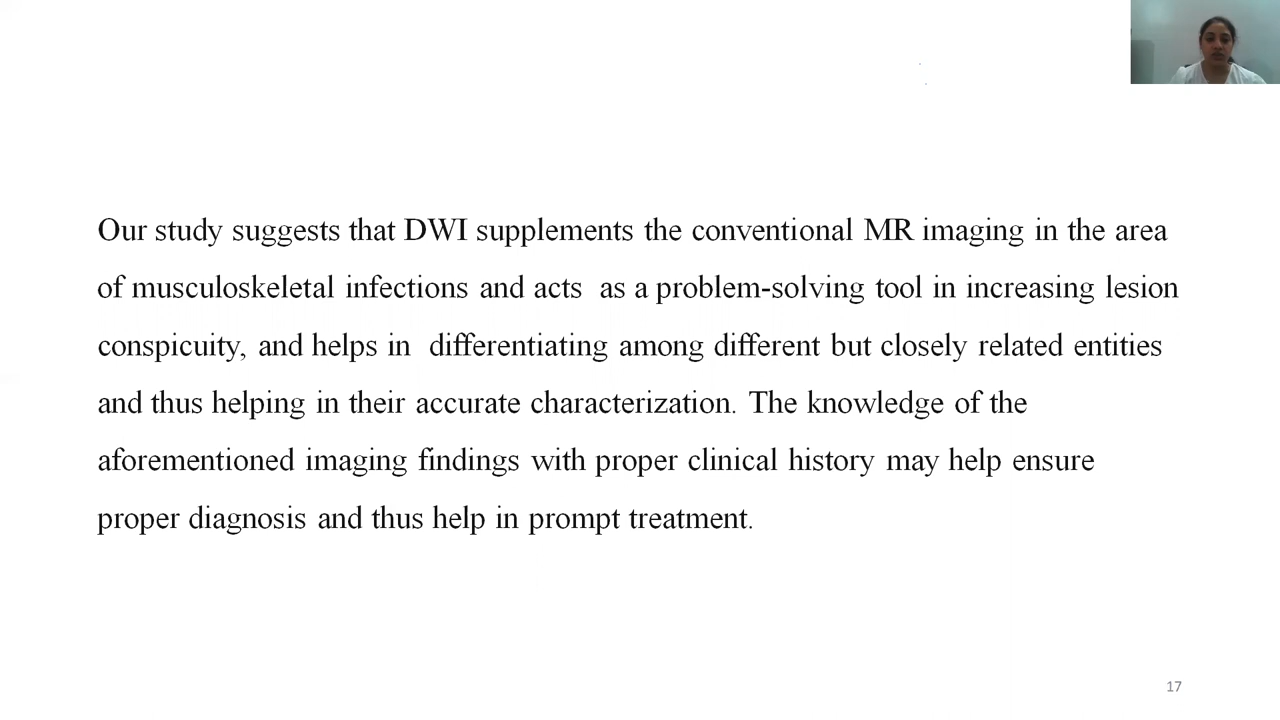 Our study suggests that DWI supplements the conventional MR imaging in the area
of musculoskeletal infections and acts  as a problem-solving tool in increasing lesion
conspicuity, and helps in  differentiating among different but closely related entities
and thus helping in their accurate characterization. The knowledge of the
aforementioned imaging findings with proper clinical history may help ensure
proper diagnosis and thus help in prompt treatment.
17